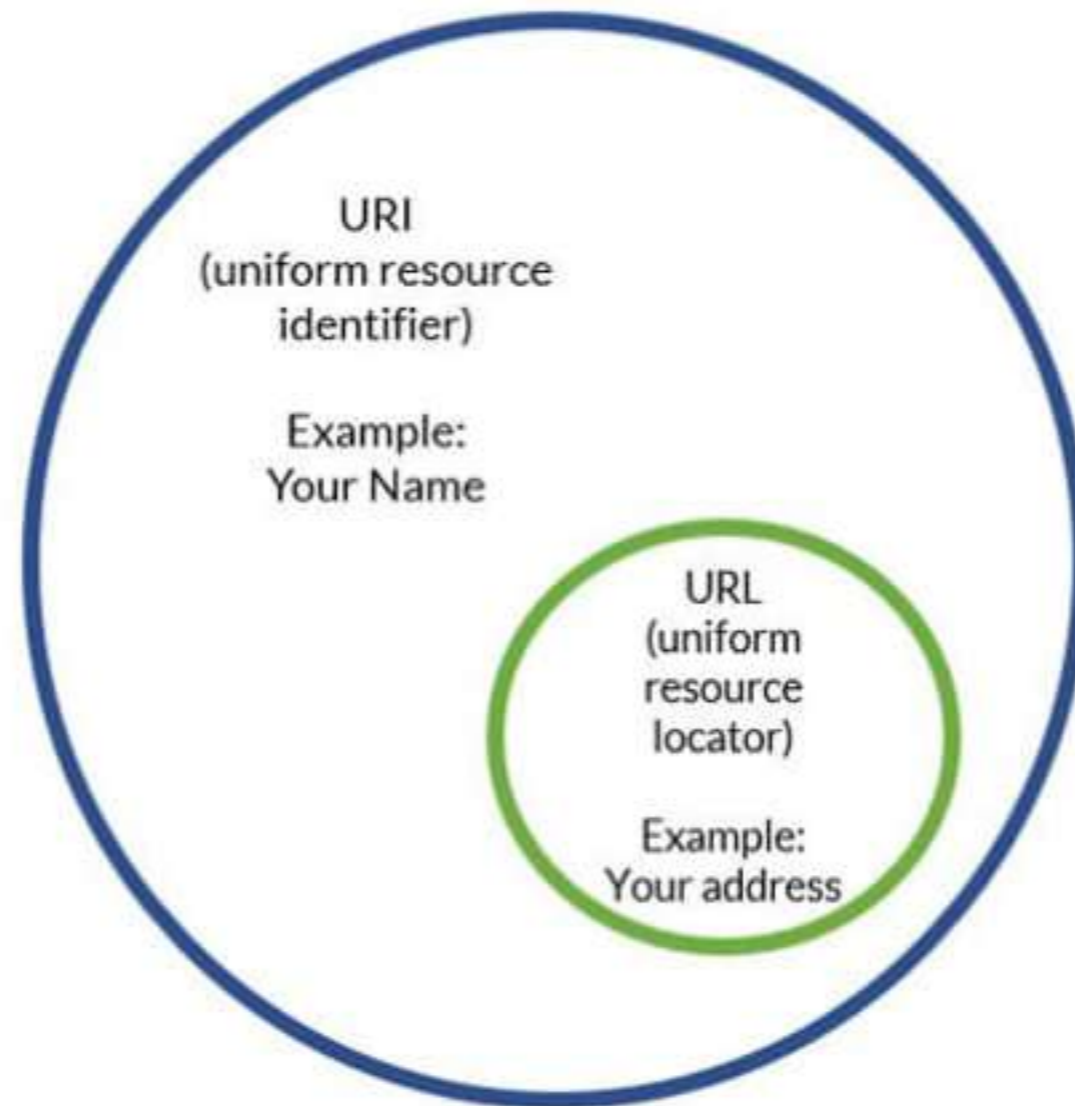 URI
(uniform resource
identifier)
Example:
Your Name
URL
(uniform
resource
locator)
Example:
Your address